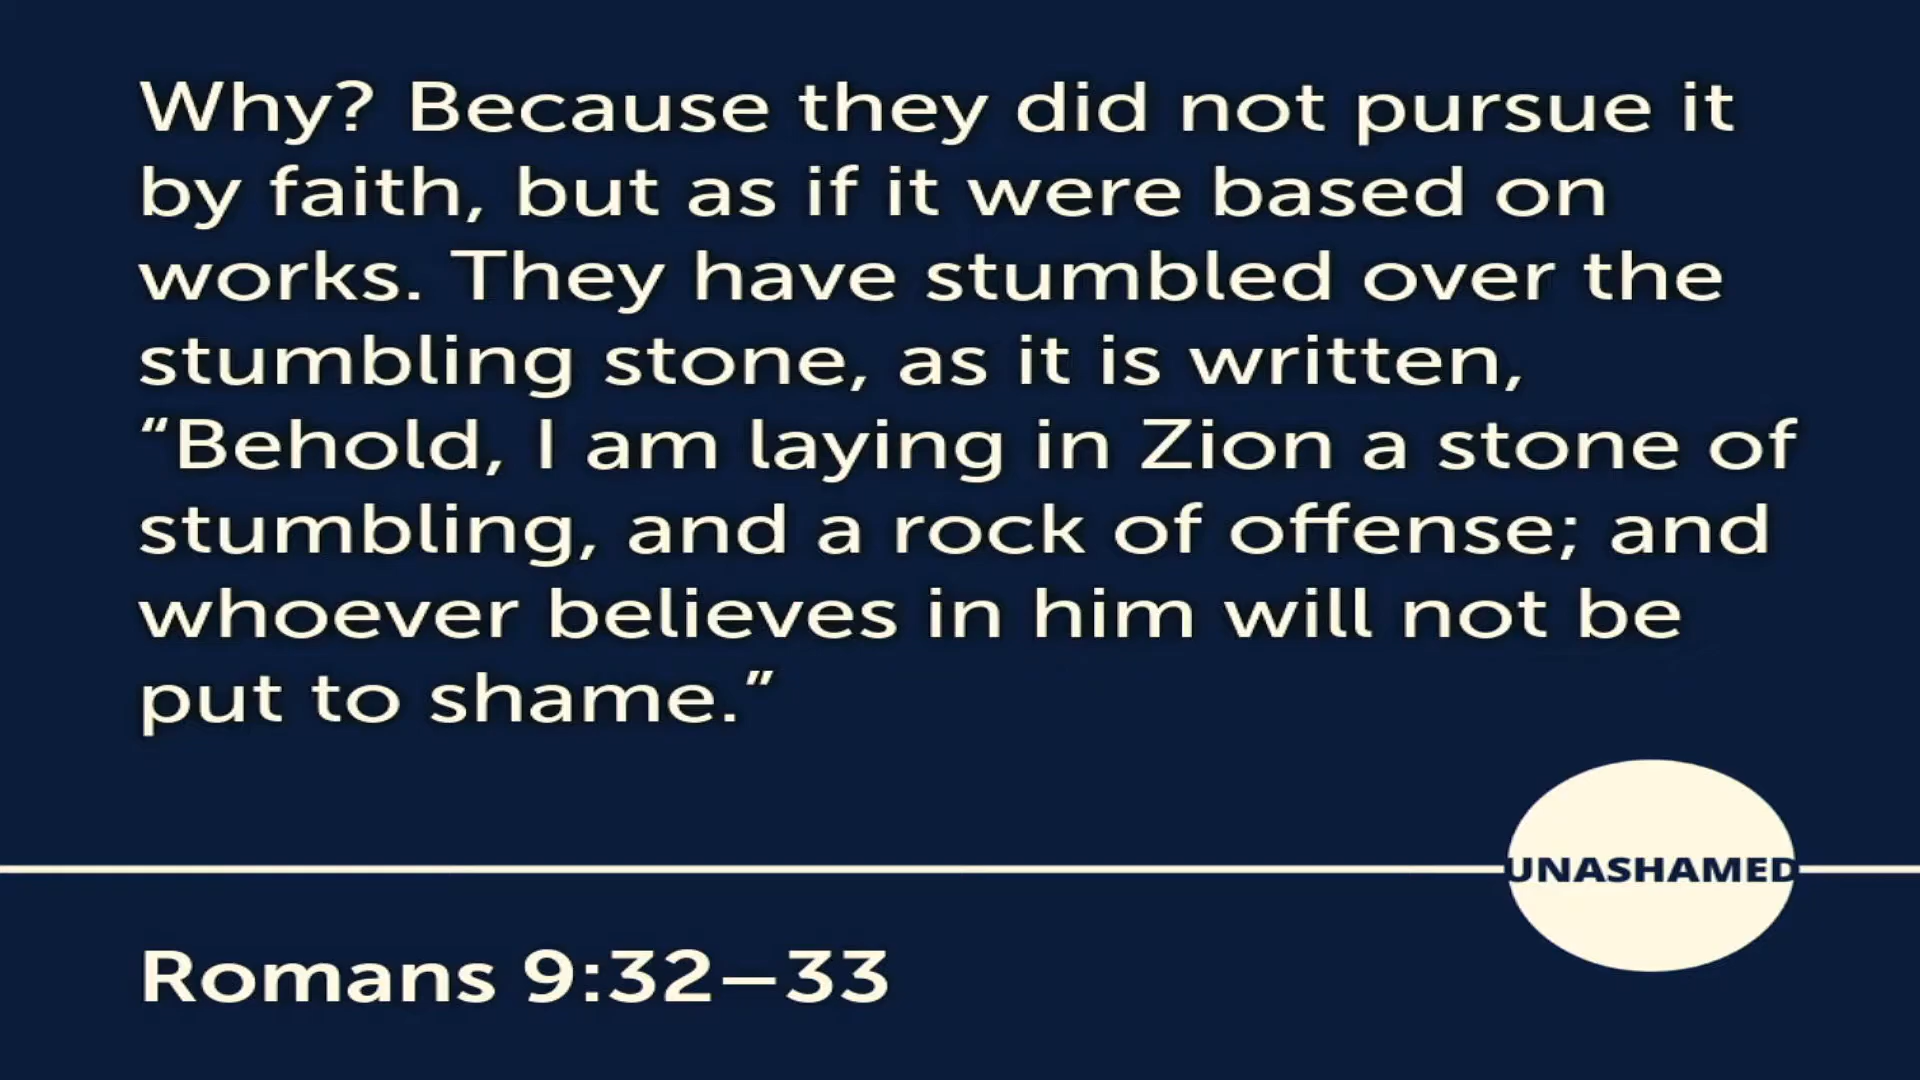 Why? Because they did not pursue it
by faith, but as if it were based on
works. They have stumbled over the
stumbling stone, as it is written,
“Behold, I am laying in Zion a stone of
stumbling, and a rock of offense; and
whoever believes in him will not be
put to shame.”
UNASHAMED
Romans 9:32–33